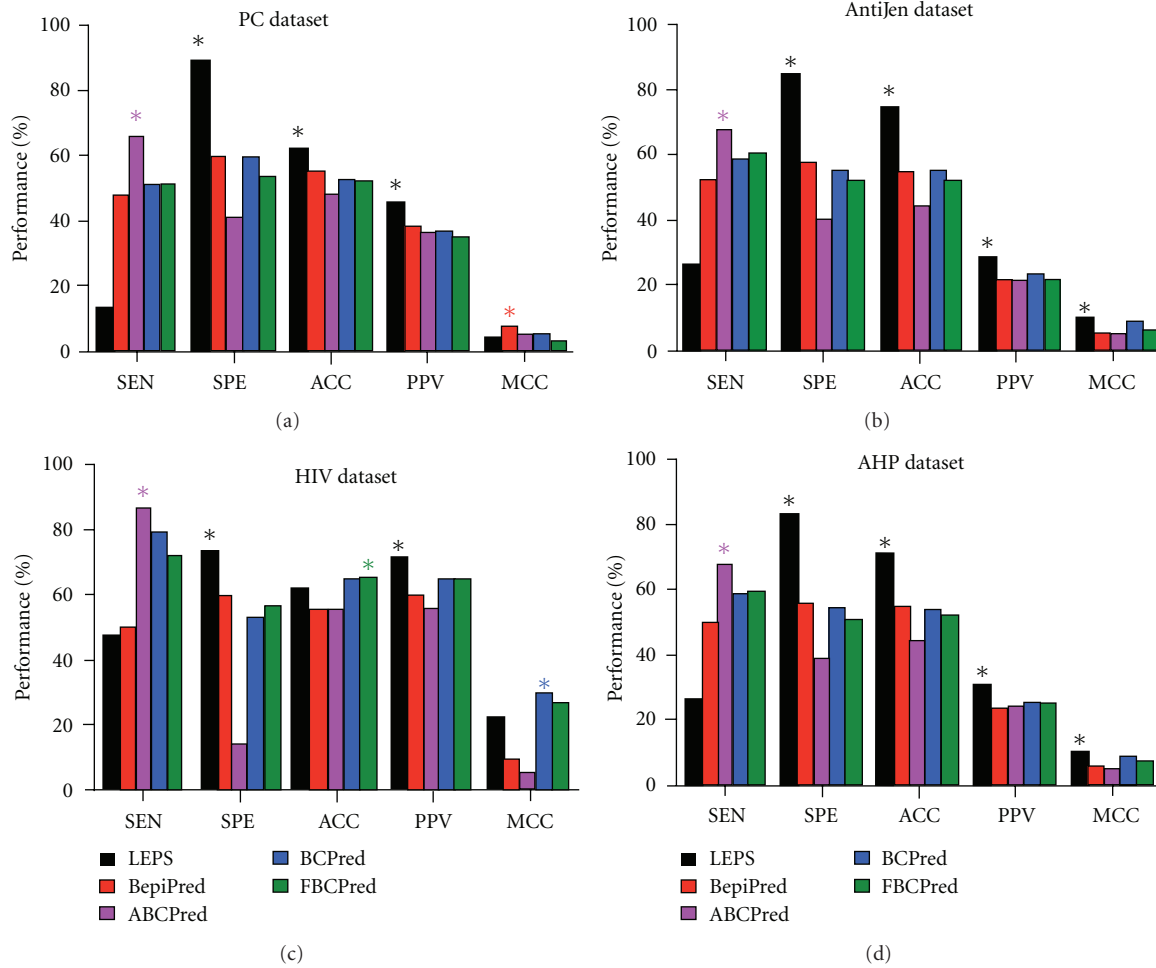 PC dataset
Performance (%)
100
80
60
40
20
0
*
*
*
*
*
SEN
SPE
ACC
PPV
MCC
(a)
AntiJen dataset
Performance (%)
100
80
60
40
20
0
*
*
*
*
*
SEN
SPE
ACC
PPV
MCC
(b)
HIV dataset
Performance (%)
100
80
60
40
20
0
*
*
*
*
*
SEN
SPE
ACC
PPV
MCC
LEPS
BepiPred
ABCPred
BCPred
FBCPred
(c)
AHP dataset
Performance (%)
100
80
60
40
20
0
*
*
*
*
*
SEN
SPE
ACC
PPV
MCC
LEPS
BepiPred
ABCPred
BCPred
FBCPred
(d)